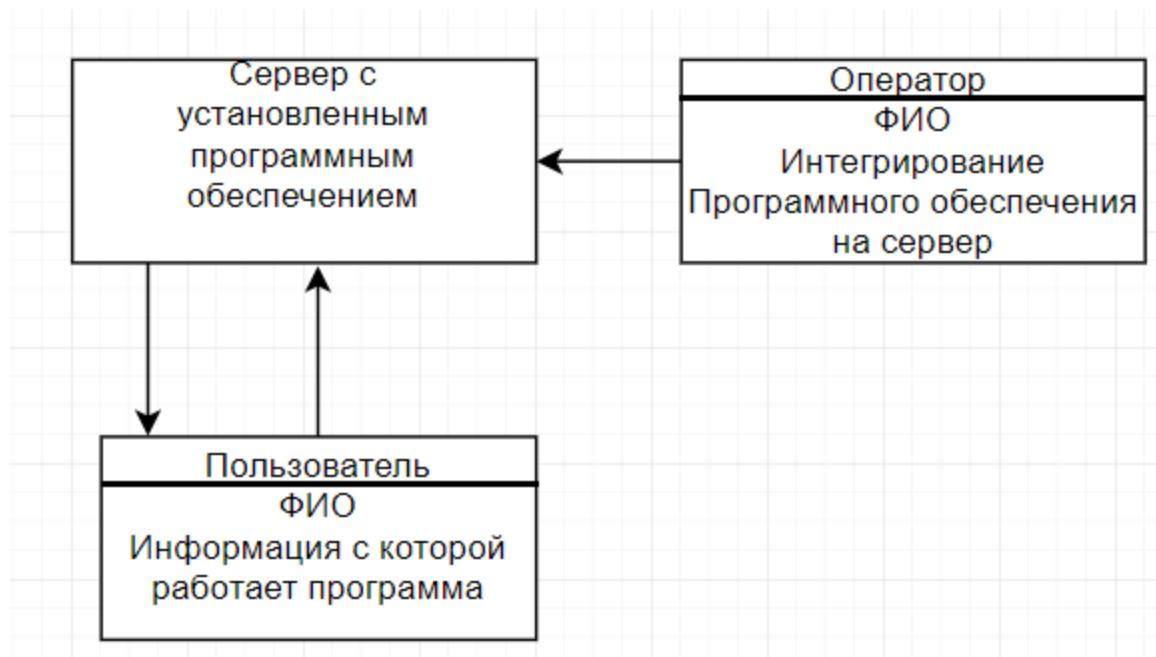 Сервер с
установленным
программным
обеспечением
Оператор
ФИО
Интегрирование
Программного обеспечения
на сервер
Пользователь
ФИО
Информация с которой
работает программа